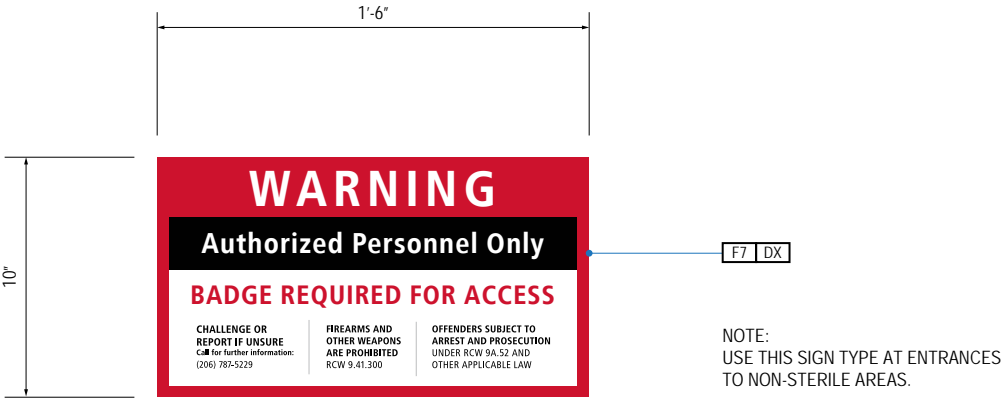 1'-6"
10"
WARNING
Authorized Personnel Only
BADGE REQUIRED FOR ACCESS
CHALLENGE OR
REPORT IF UNSURE
Call for further information:
(206) 787-5229
FIREARMS AND
OTHER WEAPONS
ARE PROHIBITED
RCW 9.41.300
OFFENDERS SUBJECT TO
ARREST AND PROSECUTION
UNDER RCW 9A.52 AND
OTHER APPLICABLE LAW
F7 DX
NOTE:
USE THIS SIGN TYPE AT ENTRANCES
TO NON-STERILE AREAS.